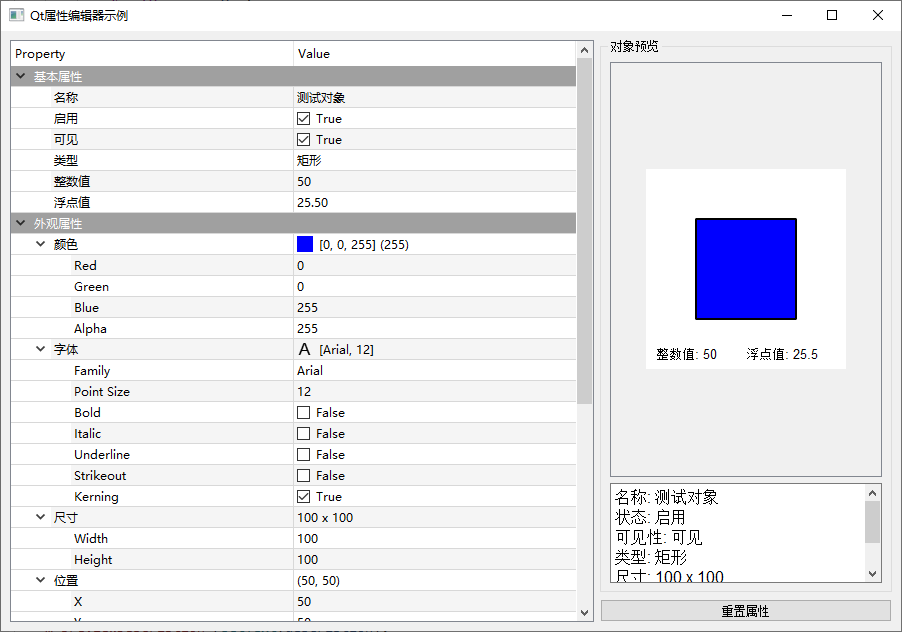 Qt属性编辑器示例
Property Value
基本属性
名称 测试对象
启用 True
可见 True
类型 矩形
整数值 50
浮点值 25.50
外观属性
颜色 [0, 0, 255] (255)
Red 0
Green 0
Blue 255
Alpha 255
字体 A [Arial, 12]
Family Arial
Point Size 12
Bold False
Italic False
Underline False
Strikeout False
Kerning True
尺寸 100 x 100
Width 100
Height 100
位置 (50, 50)
X 50
对象预览
整数值: 50 浮点值: 25.5
名称: 测试对象
状态: 启用
可见性: 可见
类型: 矩形
尺寸: 100 x 100
重置属性